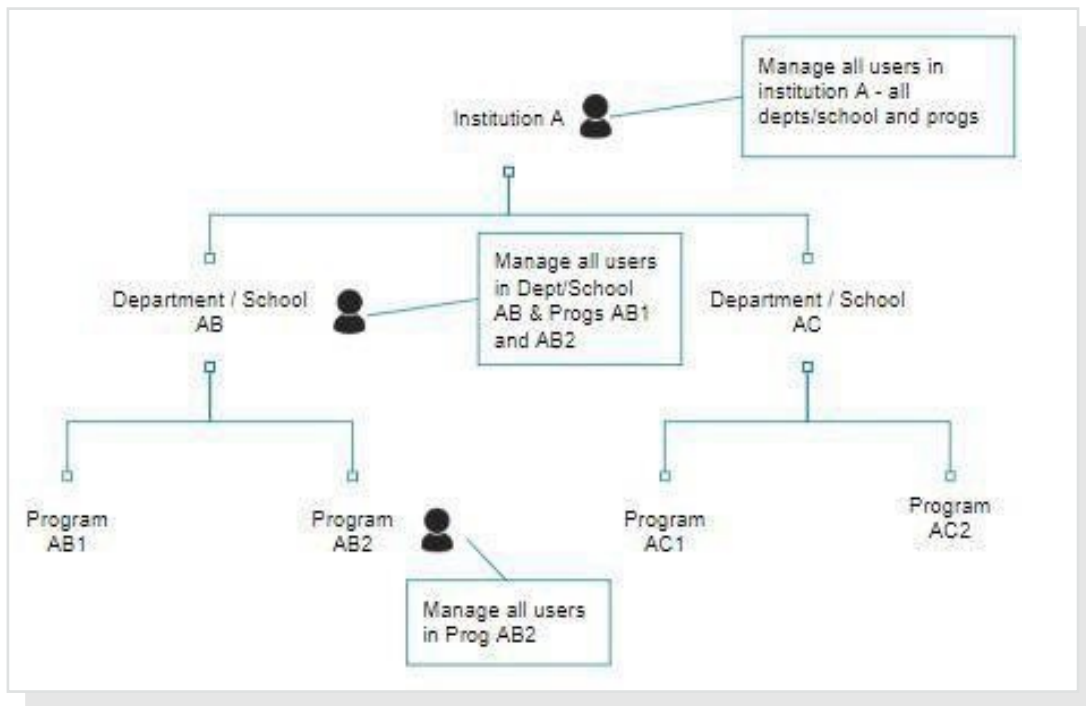 Manage all users in
institution A - all
depts/school and progs
Institution A
Manage all users
in Dept/School
AB & Progs AB1
and AB2
Department / School
AB
Department / School
AC
Program
AB1
Program
AB2
Program
AC1
Program
AC2
Manage all users
in Prog AB2